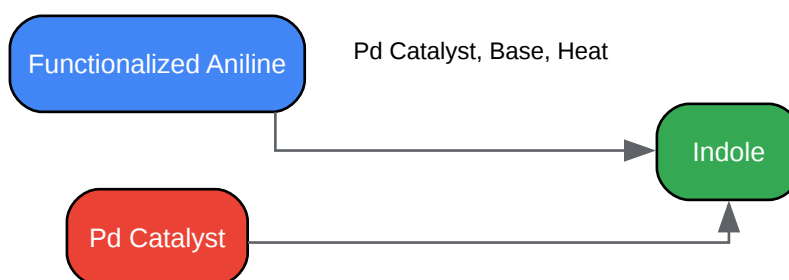 Functionalized Aniline
Pd Catalyst, Base, Heat
Indole
Pd Catalyst